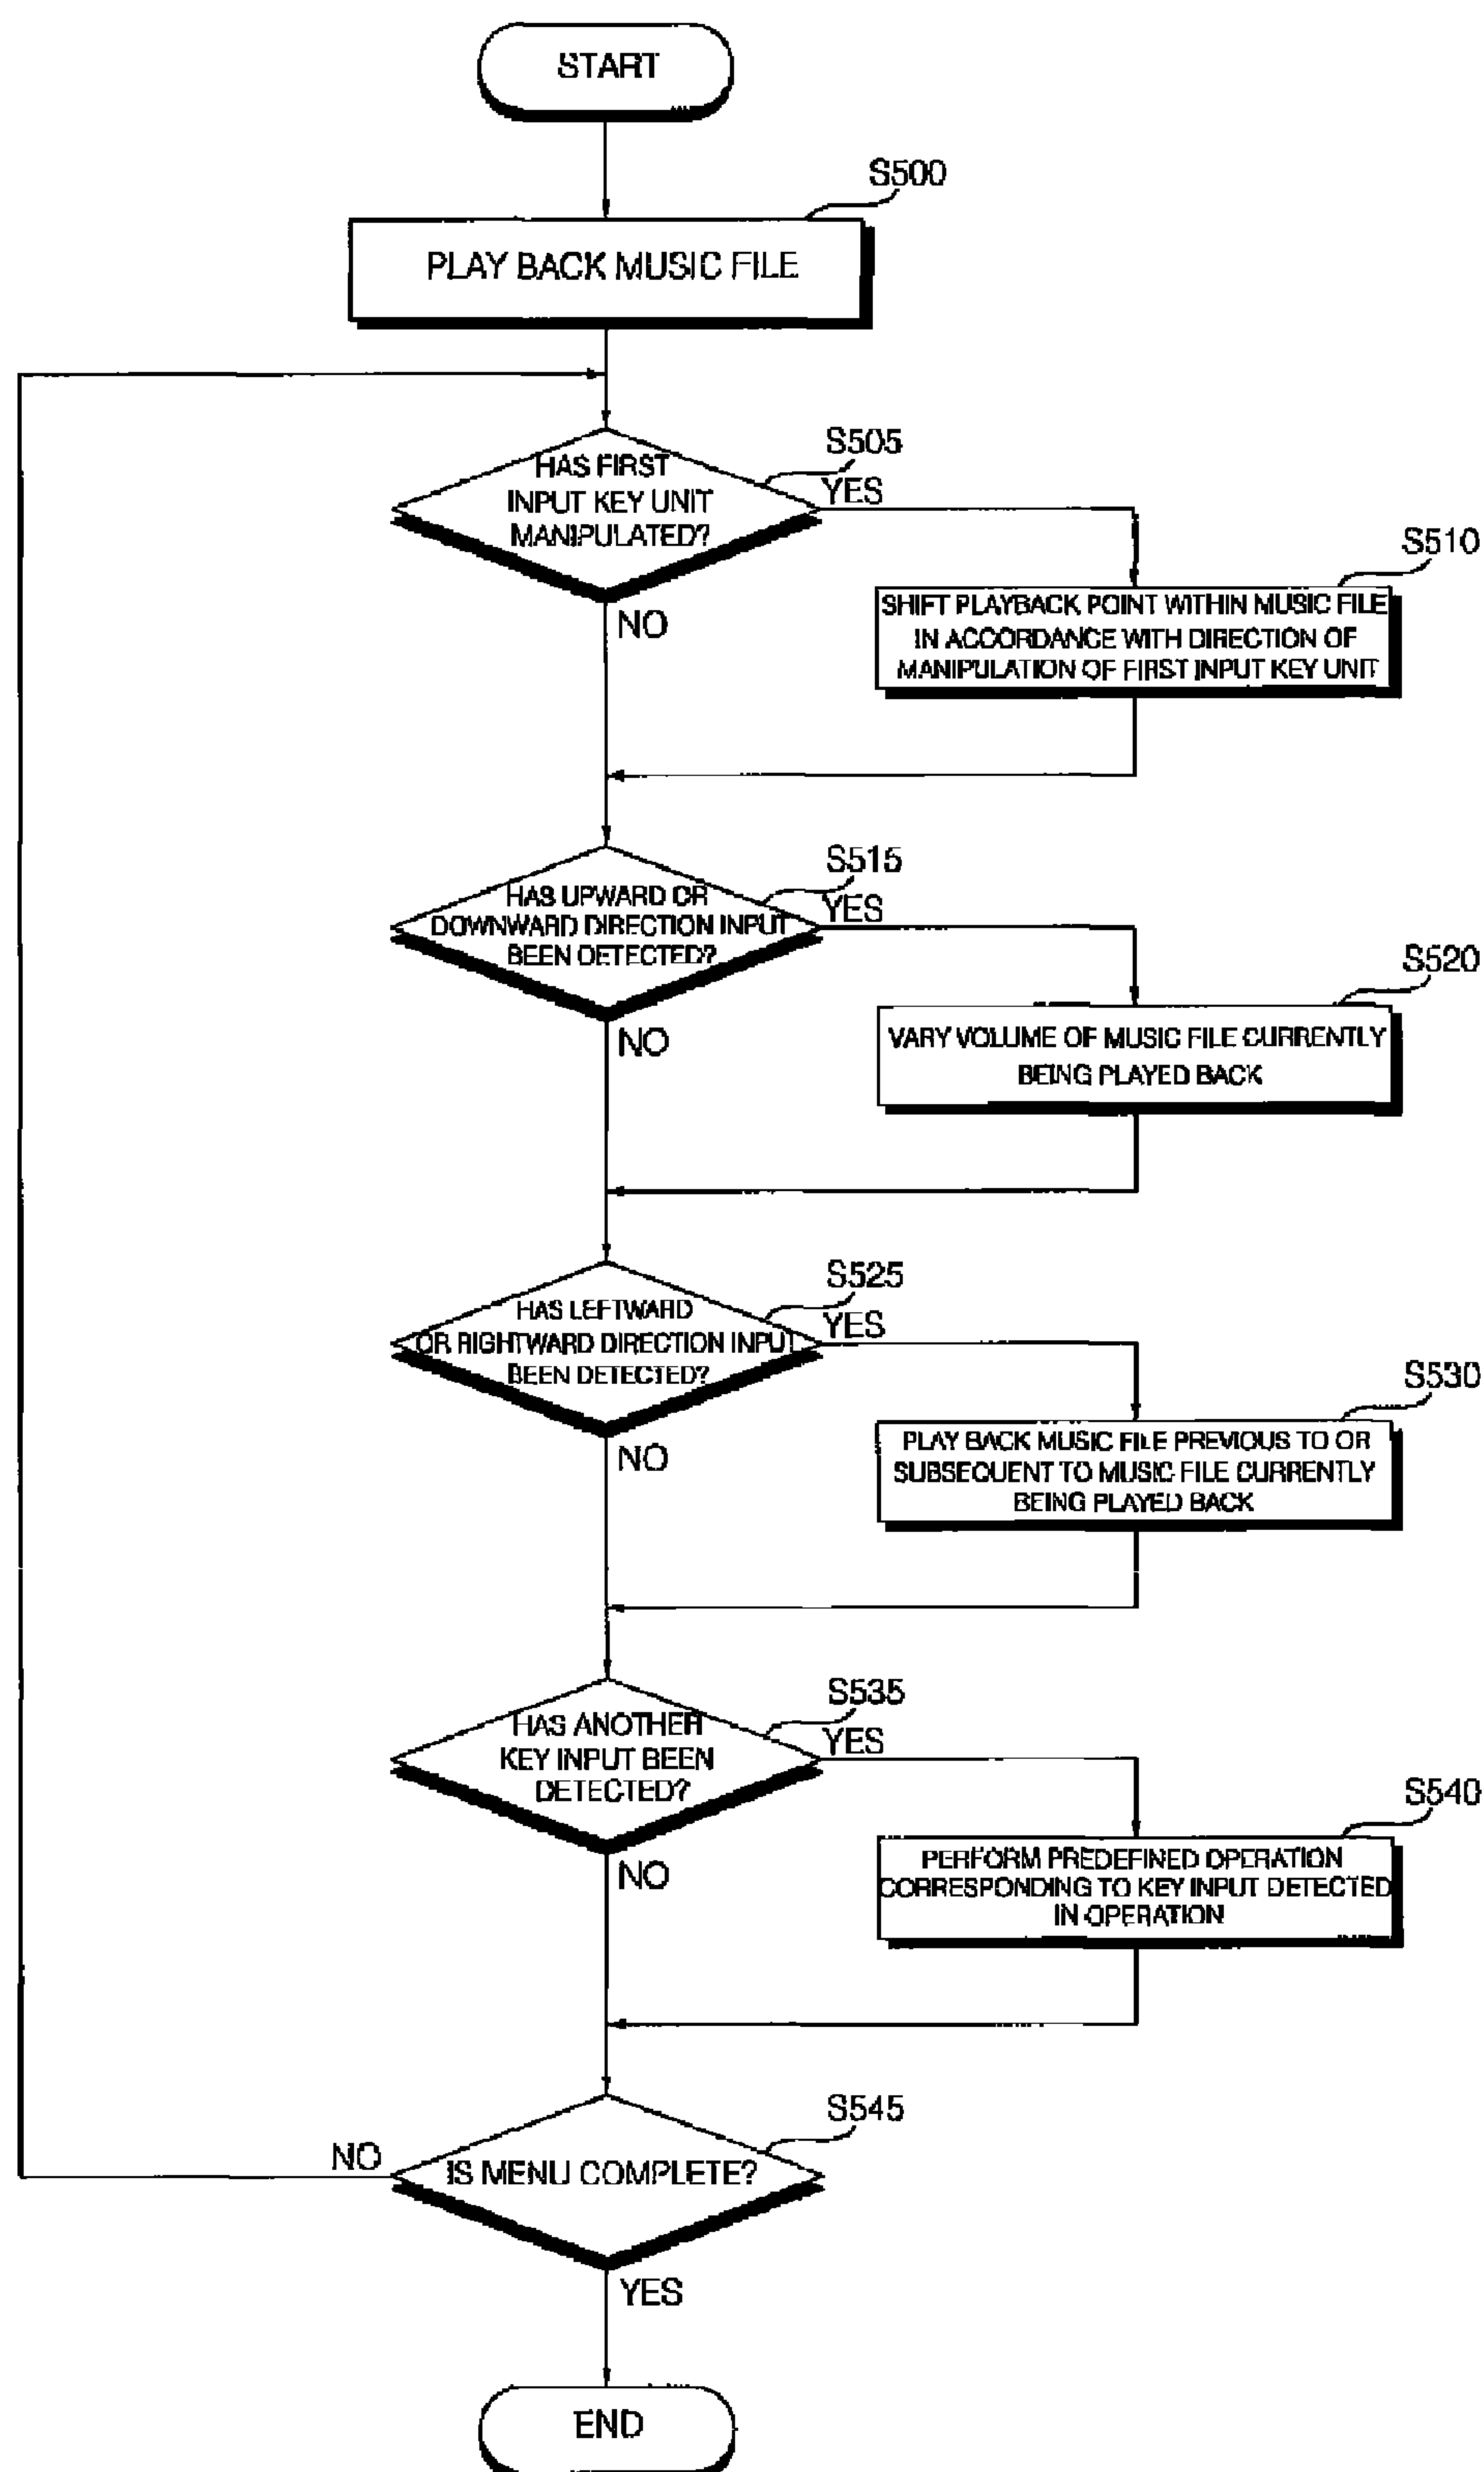 START
S500
PLAY BACK MUSIC FILE
S505
HAS FIRST
INPUT KEY UNIT
MANIPULATED?
YES
NO
S510
SHIFT PLAYBACK POINT WITHIN MUSIC FILE
IN ACCORDANCE WITH DIRECTION OF
MANIPULATION OF FIRST INPUT KEY UNIT
S515
HAS UPWARD OR
DOWNWARD DIRECTION INPUT
BEEN DETECTED?
YES
NO
S520
VARY VOLUME OF MUSIC FILE CURRENTLY
BEING PLAYED BACK
S525
HAS LEFTWARD
OR RIGHTWARD DIRECTION INPUT
BEEN DETECTED?
YES
NO
S530
PLAY BACK MUSIC FILE PREVIOUS TO OR
SUBSEQUENT TO MUSIC FILE CURRENTLY
BEING PLAYED BACK
S535
HAS ANOTHER
KEY INPUT BEEN
DETECTED?
YES
NO
S540
PERFORM PREDEFINED OPERATION
CORRESPONDING TO KEY INPUT DETECTED
IN OPERATION
S545
IS MENU COMPLETE?
NO
YES
END